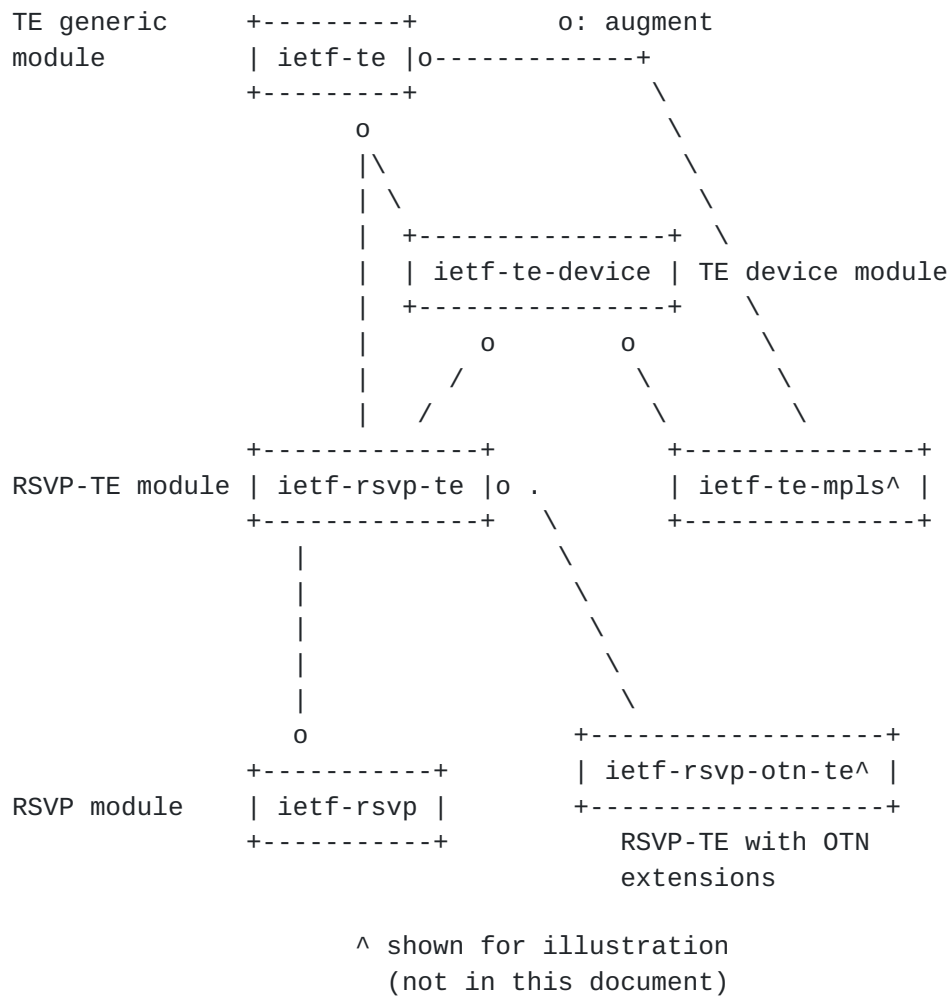 TE generic      +---------+         o: augment
module          | ietf-te |o-------------+
                +---------+               \
                       o                   \
                       |\                   \
                       | \                   \
                       |  +----------------+  \
                       |  | ietf-te-device | TE device module
                       |  +----------------+    \
                       |       o        o        \
                       |     /           \        \
                       |   /              \        \
                +--------------+           +---------------+
RSVP-TE module | ietf-rsvp-te |o .         | ietf-te-mpls^ |
                +--------------+   \       +---------------+
                   |                \
                   |                 \
                   |                  \
                   |                   \
                   |                    \
                   o                 +-------------------+
                +-----------+        | ietf-rsvp-otn-te^ |
RSVP module     | ietf-rsvp |        +-------------------+
                +-----------+           RSVP-TE with OTN
                                        extensions
                       ^ shown for illustration
                         (not in this document)